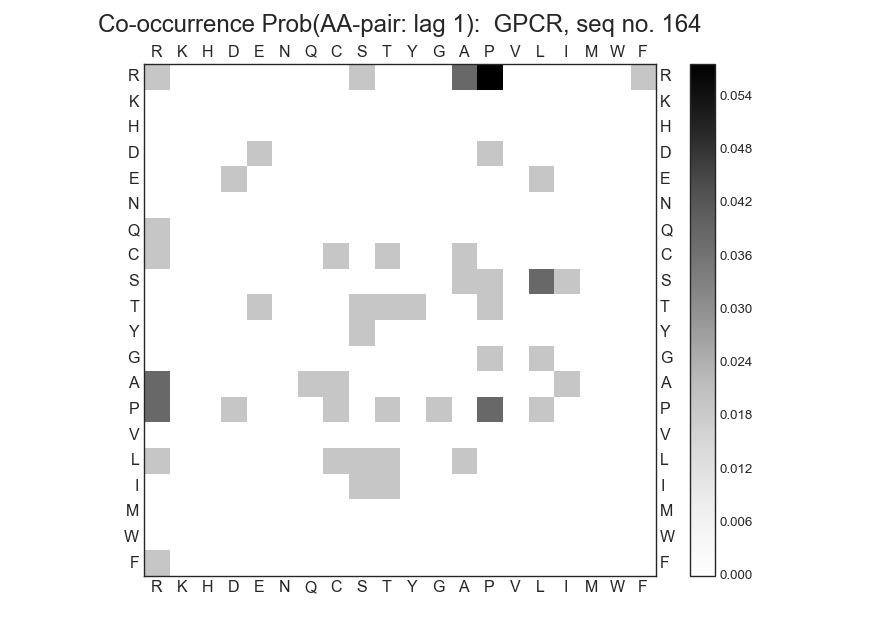 Co-occurrence Prob(AA-pair: lag 1):  GPCR, seq no. 164
R K H D E N Q C S T Y G A P V L I M W F
R R
K K
H H
D D
E E
N N
Q Q
C C
S S
T T
Y Y
G G
A A
P P
V V
L L
I I
M M
W W
F F
R K H D E N Q C S T Y G A P V L I M W F
0.054
0.048
0.042
0.036
0.030
0.024
0.018
0.012
0.006
0.000